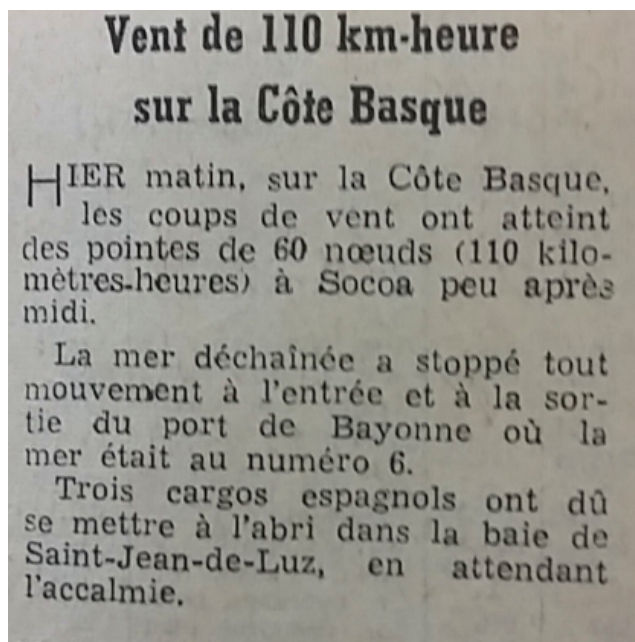 Vent de 110 km-heure
sur la Côte Basque
HIER matin, sur la Côte Basque,
les coups de vent ont atteint
des pointes de 60 nœuds (110 kilo-
mètres-heures) à Socoa peu après
midi.
La mer déchaînée a stoppé tout
mouvement à l'entrée et à la sor-
tie du port de Bayonne où la
mer était au numéro 6.
Trois cargos espagnols ont dû
se mettre à l'abri dans la baie de
Saint-Jean-de-Luz, en attendant
l'accalmie.